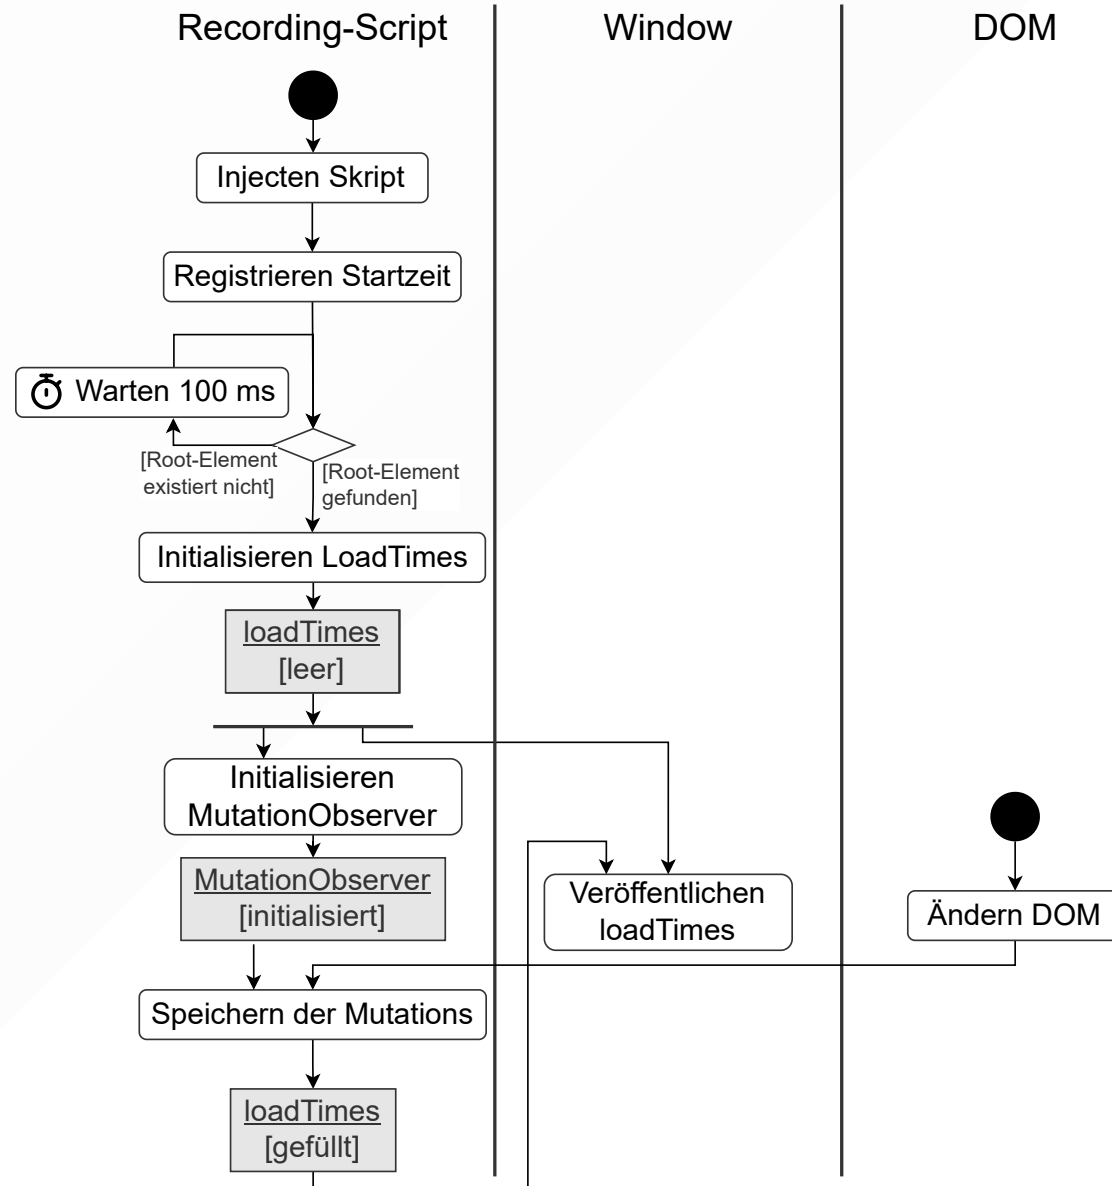 Recording-Script
Window
DOM
Injecten Skript
Registrieren Startzeit
Warten 100 ms
[Root-Element
existiert nicht]
[Root-Element
gefunden]
Initialisieren LoadTimes
loadTimes
[leer]
Initialisieren
MutationObserver
MutationObserver
[initialisiert]
Veröffentlichen
loadTimes
Ändern DOM
Speichern der Mutations
loadTimes
[gefüllt]